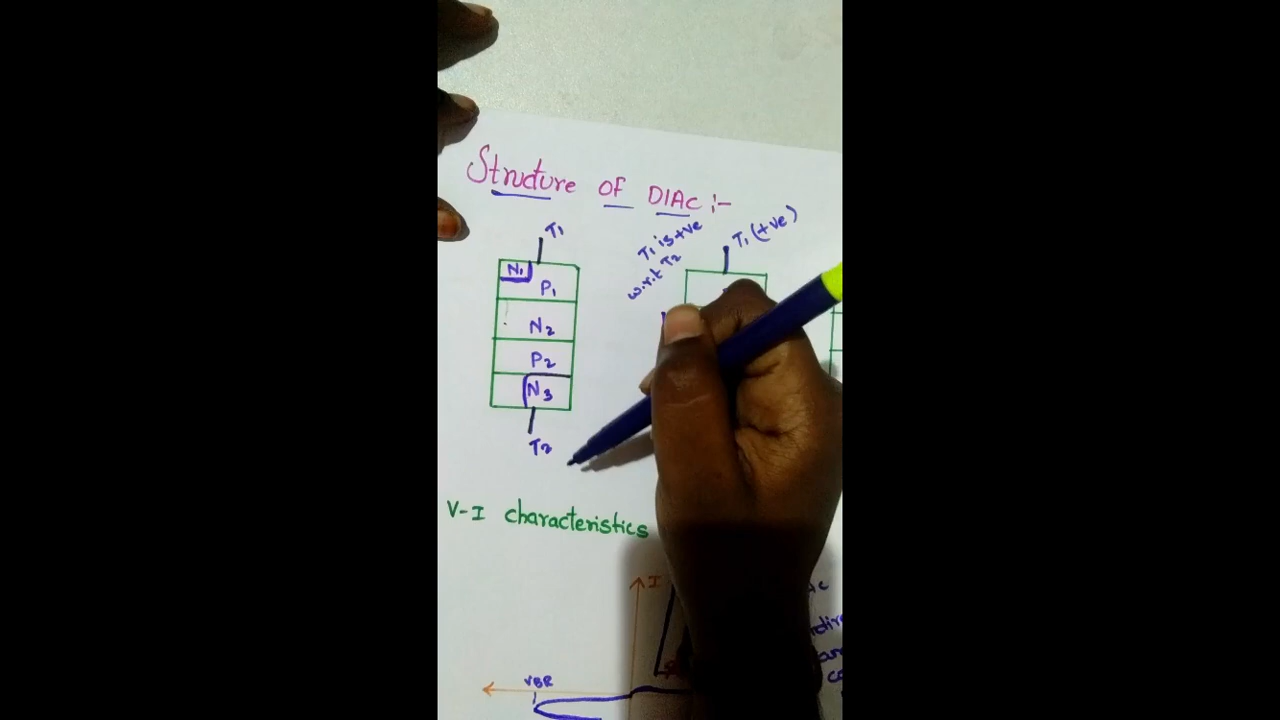 Structure of DIAC :-
T1
T1 is +ve
w.r.t T2
T1 (+ve)
N1
P1
N2
P2
N3
T2
V-I characteristics
I
VBR